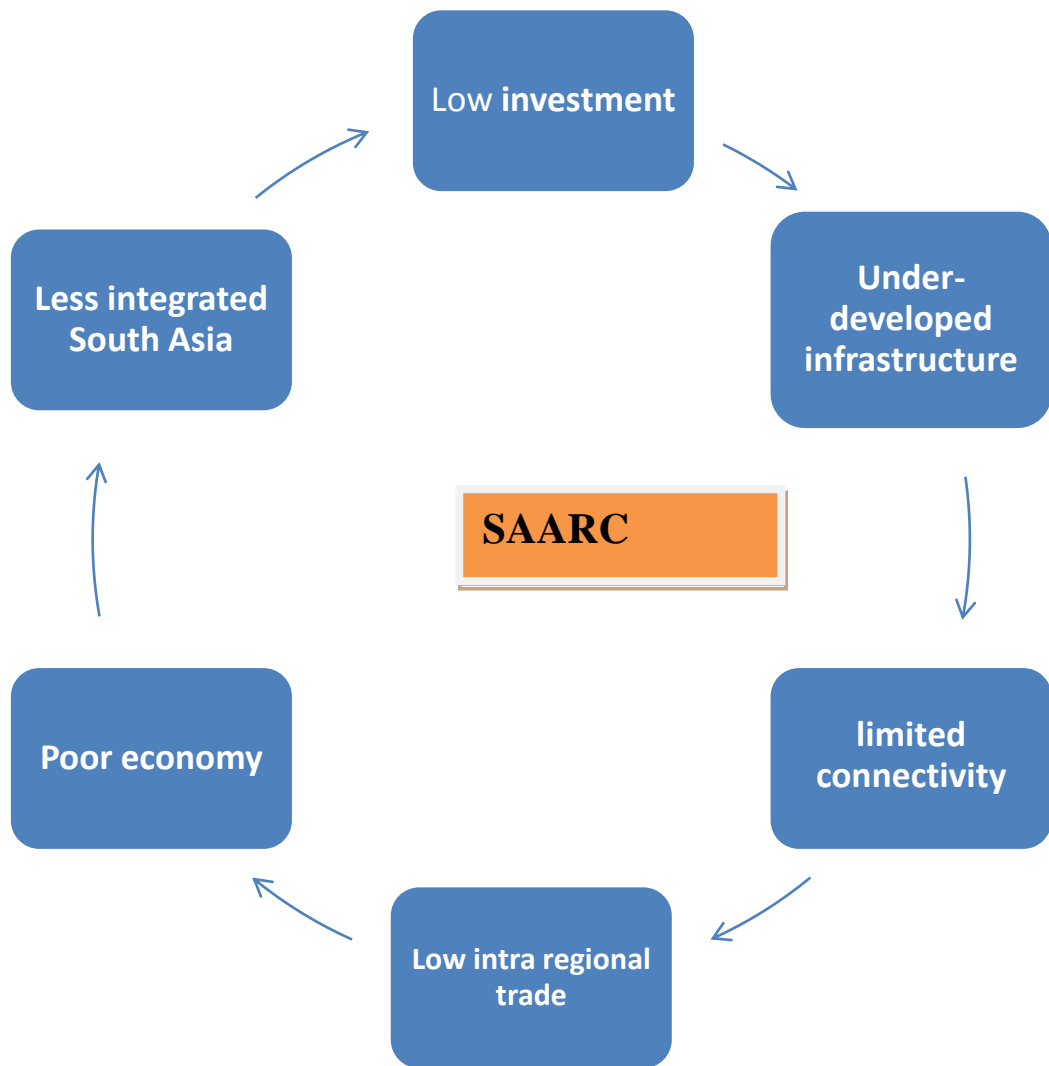 Low investment
Under-
developed
infrastructure
limited
connectivity
Low intra regional
trade
Poor economy
Less integrated
South Asia
SAARC